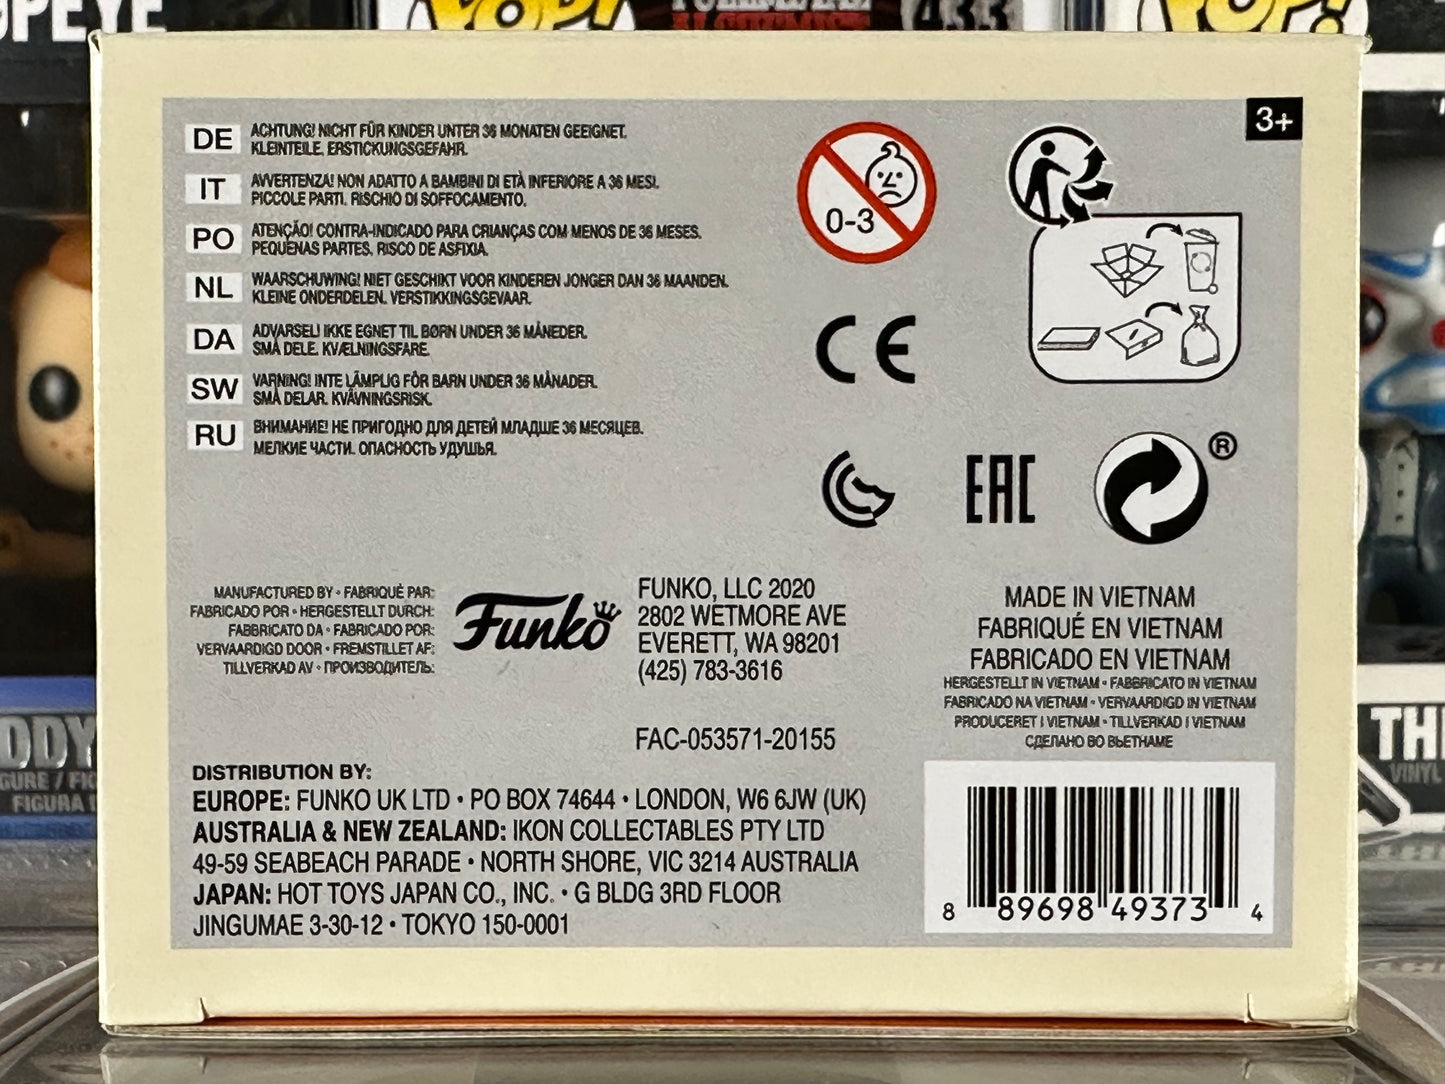 OPEYE
POP!
433
POP!
3+
DE
ACHTUNG! NICHT FÜR KINDER UNTER 36 MONATEN GEEIGNET.
KLEINTEILE. ERSTICKUNGSGEFAHR.
IT
AVVERTENZA! NON ADATTO A BAMBINI DI ETÀ INFERIORE A 36 MESI.
PICCOLE PARTI. RISCHIO DI SOFFOCAMENTO.
PO
ATENÇÃO! CONTRA-INDICADO PARA CRIANÇAS COM MENOS DE 36 MESES.
PEQUENAS PARTES. RISCO DE ASFIXIA.
NL
WAARSCHUWING! NIET GESCHIKT VOOR KINDEREN JONGER DAN 36 MAANDEN.
KLEINE ONDERDELEN. VERSTIKKINGSGEVAAR.
DA
ADVARSEL! IKKE EGNET TIL BØRN UNDER 36 MÅNEDER.
SMÅ DELE. KVÆLNINGSFARE.
SW
VARNING! INTE LÄMPLIG FÖR BARN UNDER 36 MÅNADER.
SMÅ DELAR. KVÄVNINGSRISK.
RU
ВНИМАНИЕ! НЕ ПРИГОДНО ДЛЯ ДЕТЕЙ МЛАДШЕ 36 МЕСЯЦЕВ.
МЕЛКИЕ ЧАСТИ. ОПАСНОСТЬ УДУШЬЯ.
0-3
CE
EAC
®
MANUFACTURED BY • FABRIQUÉ PAR:
FABRICADO POR • HERGESTELLT DURCH:
FABBRICATO DA • FABRICADO POR:
VERVAARDIGD DOOR • FREMSTILLET AF:
TILLVERKAD AV • ПРОИЗВОДИТЕЛЬ:
Funko
FUNKO, LLC 2020
2802 WETMORE AVE
EVERETT, WA 98201
(425) 783-3616
FAC-053571-20155
MADE IN VIETNAM
FABRIQUÉ EN VIETNAM
FABRICADO EN VIETNAM
HERGESTELLT IN VIETNAM • FABBRICATO IN VIETNAM
FABRICADO NA VIETNAM • VERVAARDIGD IN VIETNAM
PRODUCERET I VIETNAM • TILLVERKAD I VIETNAM
СДЕЛАНО ВО ВЬЕТНАМЕ
DISTRIBUTION BY:
EUROPE: FUNKO UK LTD • PO BOX 74644 • LONDON, W6 6JW (UK)
AUSTRALIA & NEW ZEALAND: IKON COLLECTABLES PTY LTD
49-59 SEABEACH PARADE • NORTH SHORE, VIC 3214 AUSTRALIA
JAPAN: HOT TOYS JAPAN CO., INC. • G BLDG 3RD FLOOR
JINGUMAE 3-30-12 • TOKYO 150-0001
8 89698 49373 4
DDY
GURE / FI
FIGURA
TH
VINYL